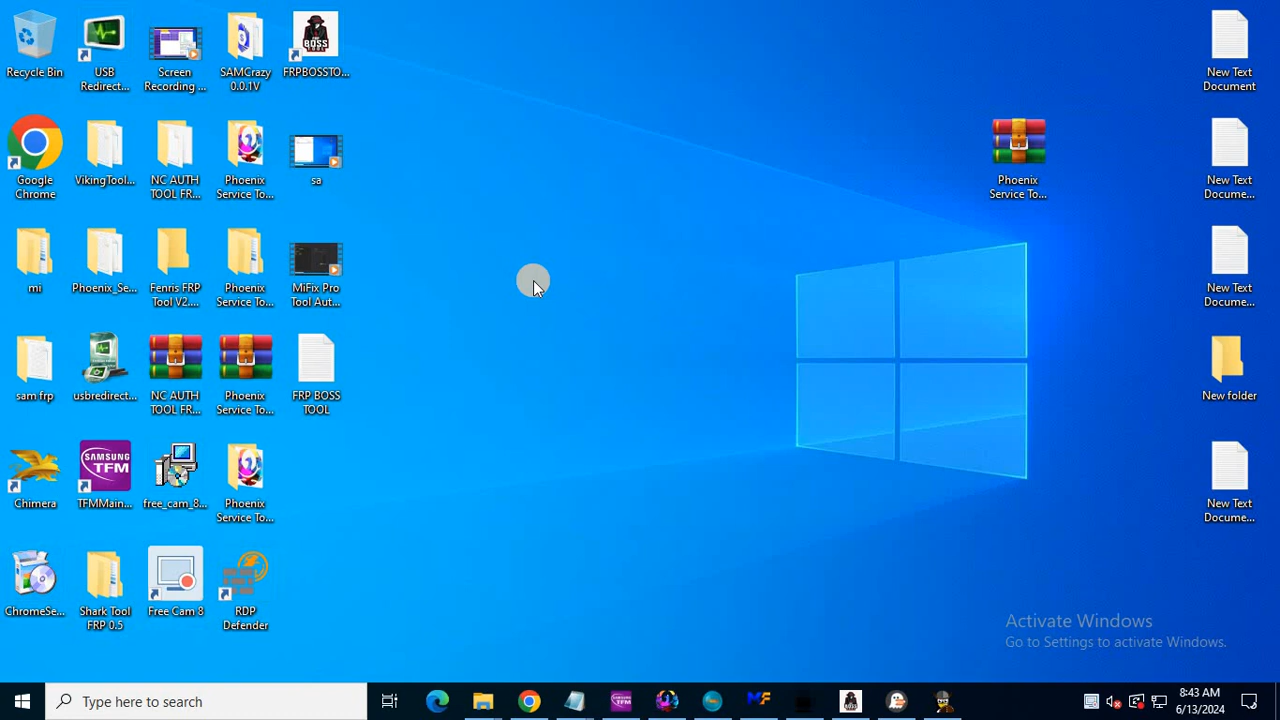 Recycle Bin
USB
Redirect...
Screen
Recording ...
SAMCrazy
0.0.1V
BOSS
TOOL
FRPBOSSTO...
New Text
Document
Google
Chrome
VikingTool...
NC AUTH
TOOL FR...
Phoenix
Service To...
sa
Phoenix
Service To...
New Text
Docume...
mi
Phoenix_Se...
Fenris FRP
Tool V2....
Phoenix
Service To...
MiFix Pro
Tool Aut...
New Text
Docume...
sam frp
usbredirect...
NC AUTH
TOOL FR...
Phoenix
Service To...
FRP BOSS
TOOL
New folder
SAMSUNG
TFM
Chimera
TFMMain...
free_cam_8...
Phoenix
Service To...
New Text
Docume...
ChromeSe...
Shark Tool
FRP 0.5
Free Cam 8
RDP
Defender
Activate Windows
Go to Settings to activate Windows.
Type here to search
8:43 AM
6/13/2024